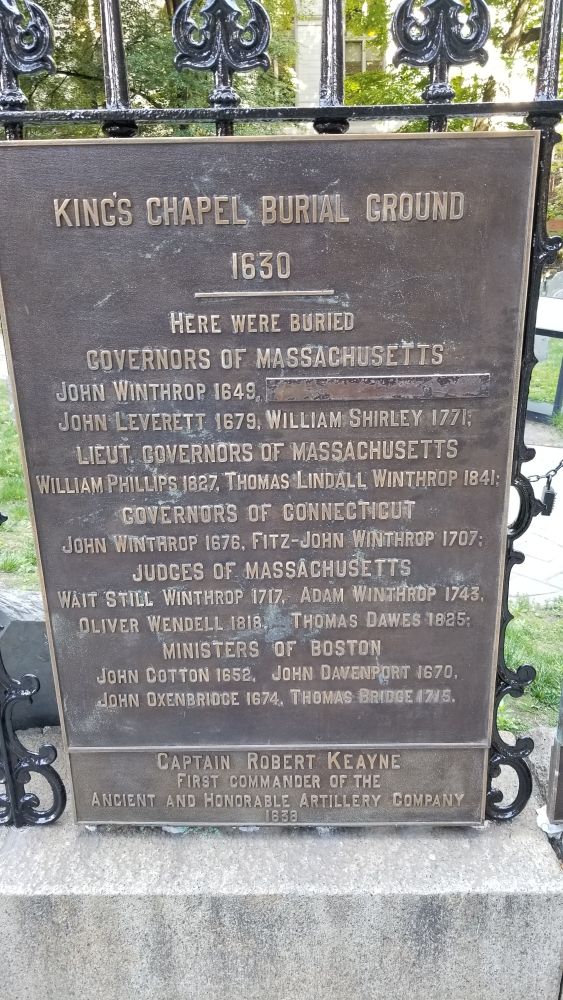 KING'S CHAPEL BURIAL GROUND
1630
HERE WERE BURIED
GOVERNORS OF MASSACHUSETTS
JOHN WINTHROP 1649,
JOHN LEVERETT 1679, WILLIAM SHIRLEY 1771;
LIEUT. GOVERNORS OF MASSACHUSETTS
WILLIAM PHILLIPS 1827, THOMAS LINDALL WINTHROP 1841;
GOVERNORS OF CONNECTICUT
JOHN WINTHROP 1676, FITZ-JOHN WINTHROP 1707;
JUDGES OF MASSACHUSETTS
WAIT STILL WINTHROP 1717, ADAM WINTHROP 1743,
OLIVER WENDELL 1818, THOMAS DAWES 1825;
MINISTERS OF BOSTON
JOHN COTTON 1652, JOHN DAVENPORT 1670,
JOHN OXENBRIDGE 1674, THOMAS BRIDGE 1715.
CAPTAIN ROBERT KEAYNE
FIRST COMMANDER OF THE
ANCIENT AND HONORABLE ARTILLERY COMPANY
1638